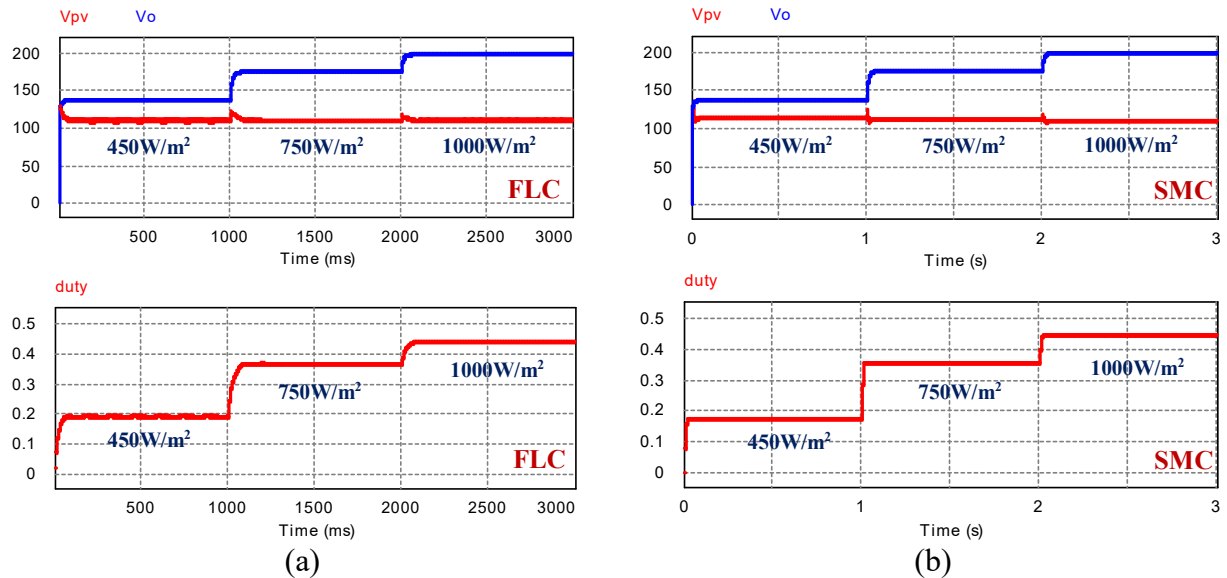 Vpv Vo
200
150
100
50
0
450W/m²
750W/m²
1000W/m²
FLC
500 1000 1500 2000 2500 3000
Time (ms)
duty
0.5
0.4
0.3
0.2
0.1
0
450W/m²
750W/m²
1000W/m²
FLC
500 1000 1500 2000 2500 3000
Time (ms)
(a)
Vpv Vo
200
150
100
50
0
450W/m²
750W/m²
1000W/m²
SMC
0 1 2 3
Time (s)
duty
0.5
0.4
0.3
0.2
0.1
0
450W/m²
750W/m²
1000W/m²
SMC
0 1 2 3
Time (s)
(b)